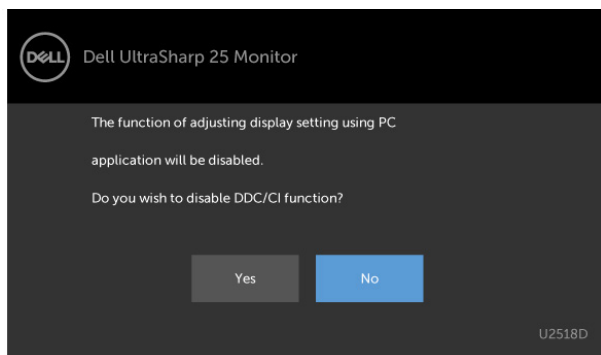 DELL
Dell UltraSharp 25 Monitor
The function of adjusting display setting using PC
application will be disabled.
Do you wish to disable DDC/CI function?
Yes
No
U2518D